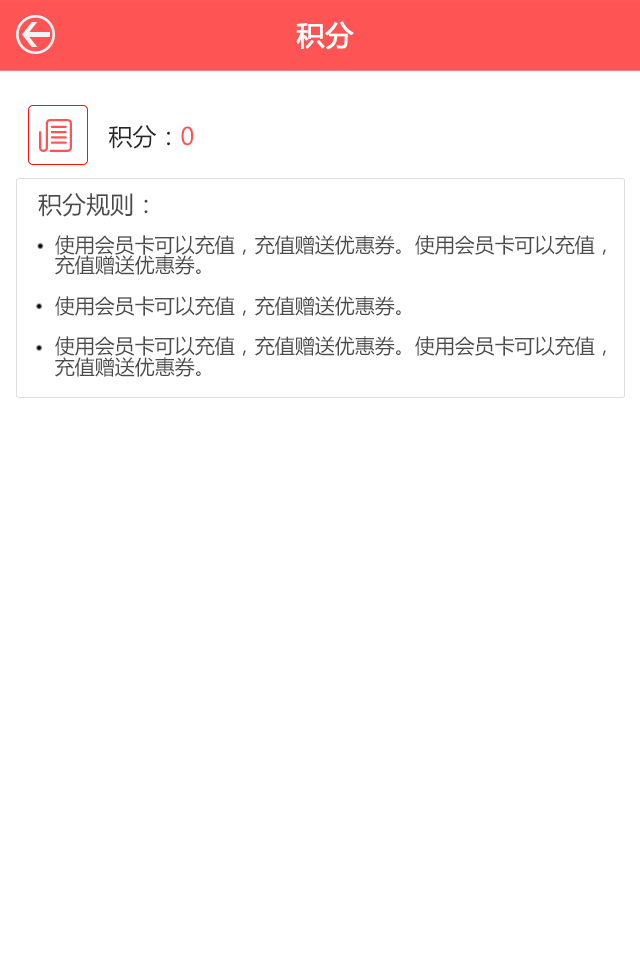 积分
积分：0
积分规则：
• 使用会员卡可以充值，充值赠送优惠券。使用会员卡可以充值，
充值赠送优惠券。
• 使用会员卡可以充值，充值赠送优惠券。
• 使用会员卡可以充值，充值赠送优惠券。使用会员卡可以充值，
充值赠送优惠券。